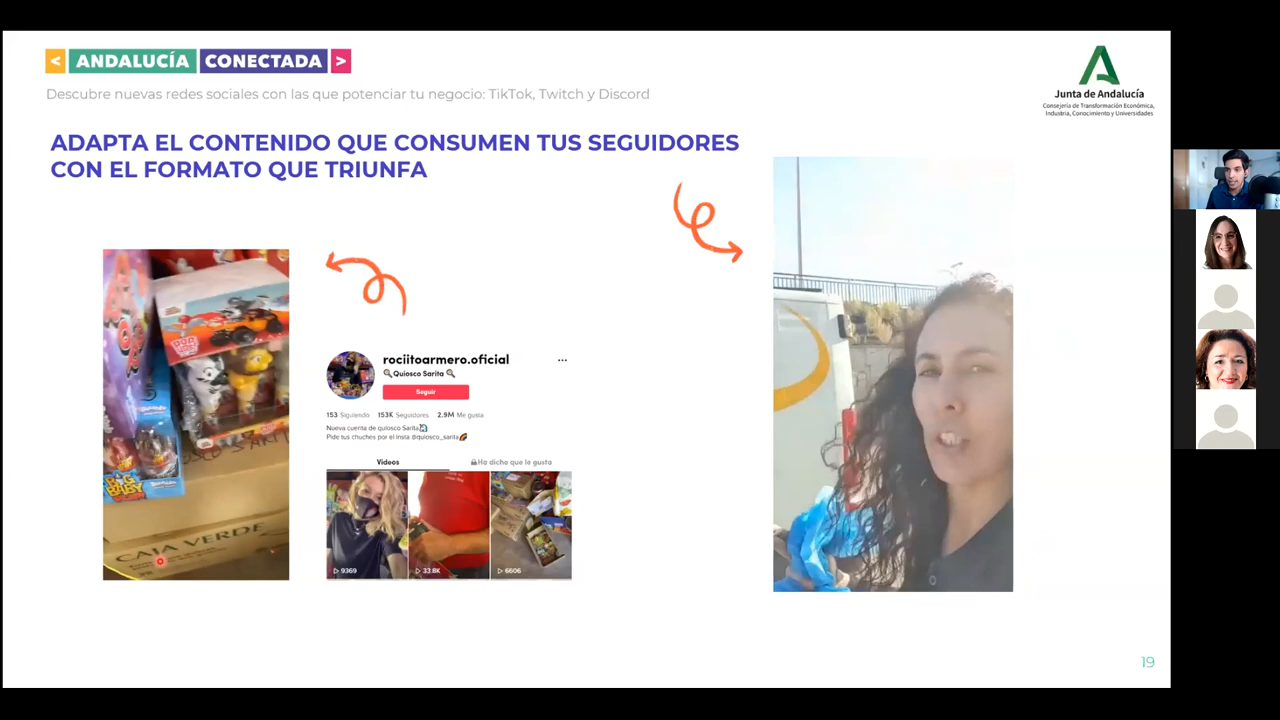 < ANDALUCÍA CONECTADA >
Descubre nuevas redes sociales con las que potenciar tu negocio: TikTok, Twitch y Discord
Junta de Andalucía
Consejería de Transformación Económica,
Industria, Conocimiento y Universidades
ADAPTA EL CONTENIDO QUE CONSUMEN TUS SEGUIDORES
CON EL FORMATO QUE TRIUNFA
rociitoarmero.oficial
...
Quiosco Sarita
Seguir
153 Siguiendo 153K Seguidores 2.9M Me gusta
Nueva cuenta de quiosco Sarita
Pide tus chuches por el insta @quiosco_sarita
Videos
Ha dicho que le gusta
9369
33.8K
6606
POP
BIG
BABY
CAJA VERDE
19